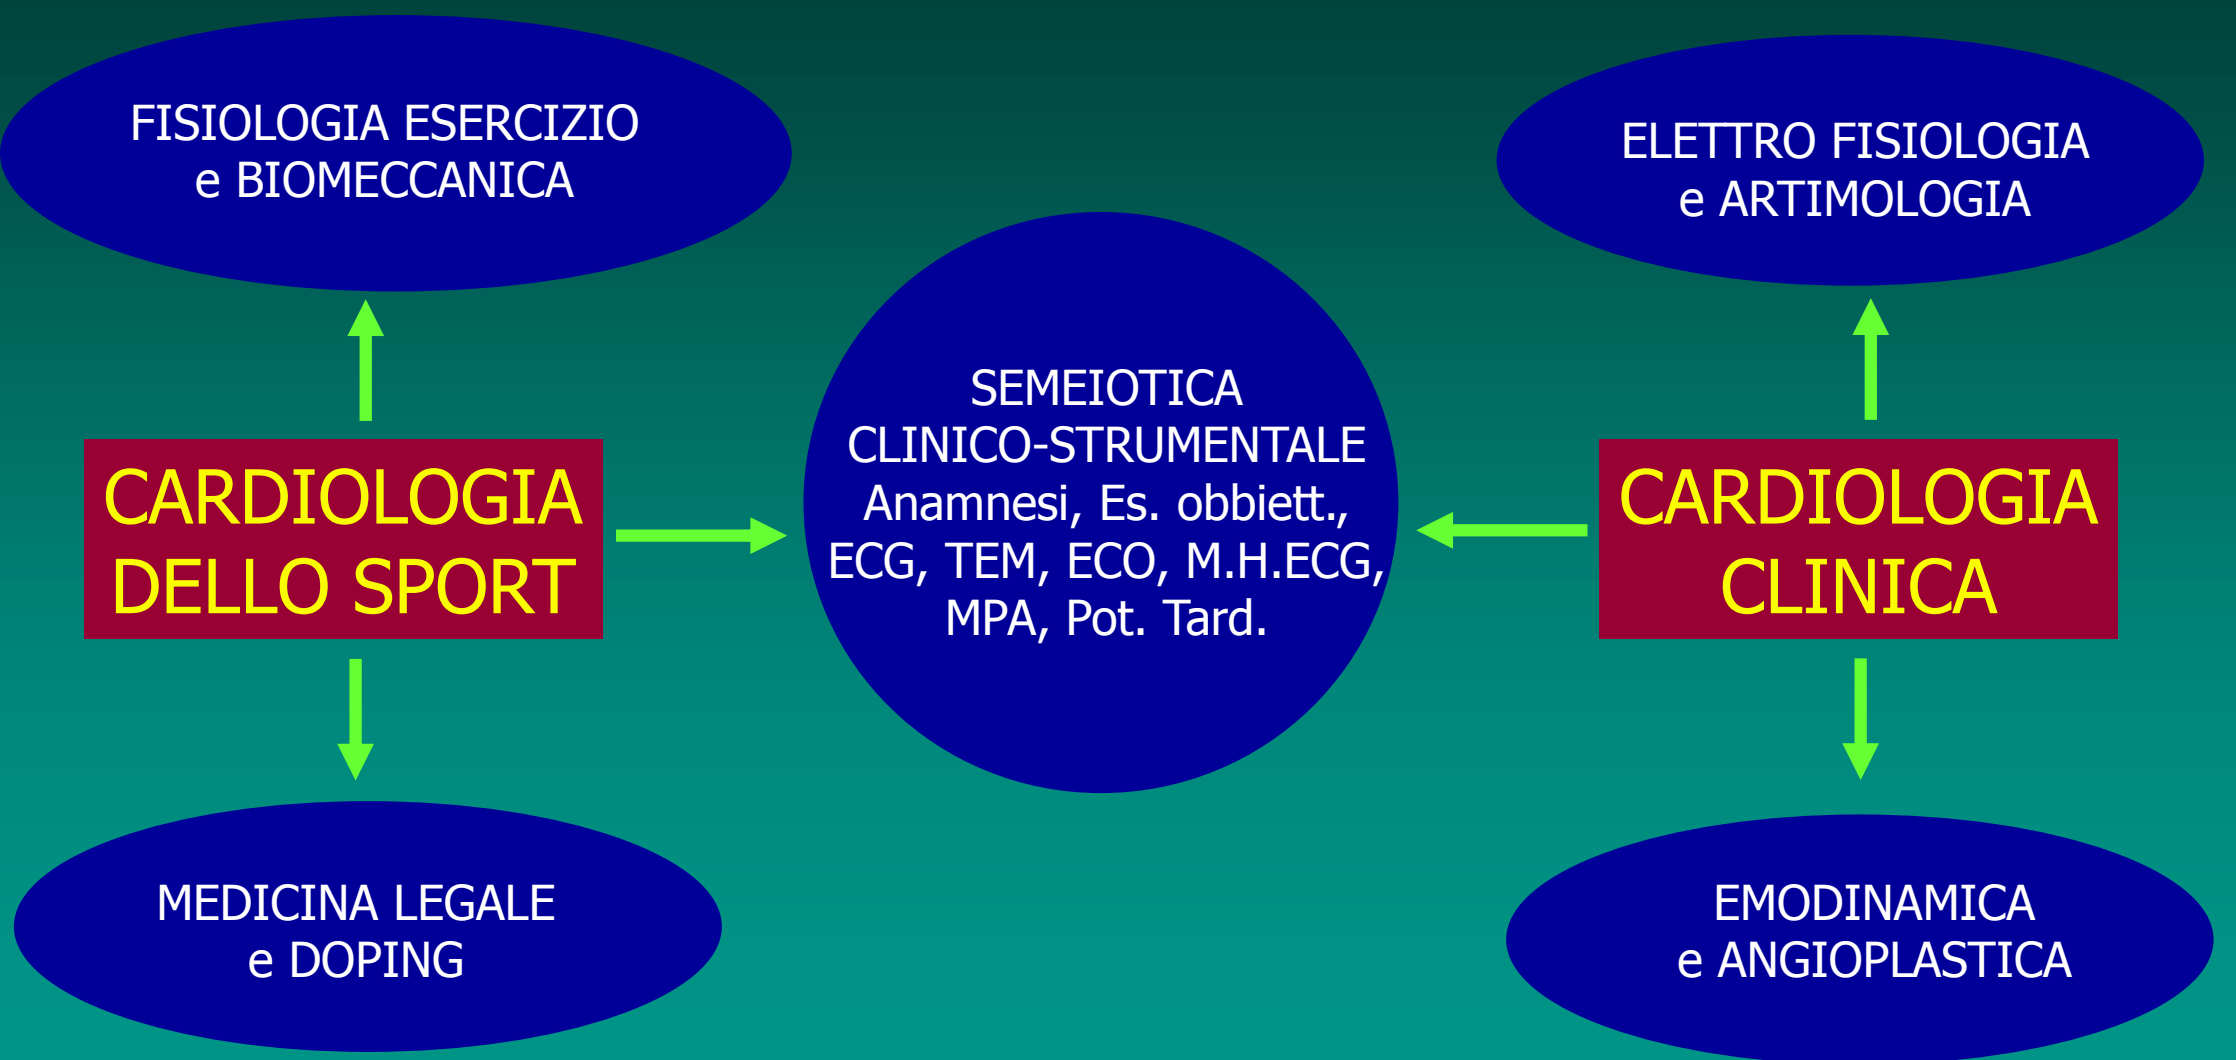 FISIOLOGIA ESERCIZIO
e BIOMECCANICA
ELETTRO FISIOLOGIA
e ARTIMOLOGIA
CARDIOLOGIA
DELLO SPORT
SEMEIOTICA
CLINICO-STRUMENTALE
Anamnesi, Es. obbiett.,
ECG, TEM, ECO, M.H.ECG,
MPA, Pot. Tard.
CARDIOLOGIA
CLINICA
MEDICINA LEGALE
e DOPING
EMODINAMICA
e ANGIOPLASTICA